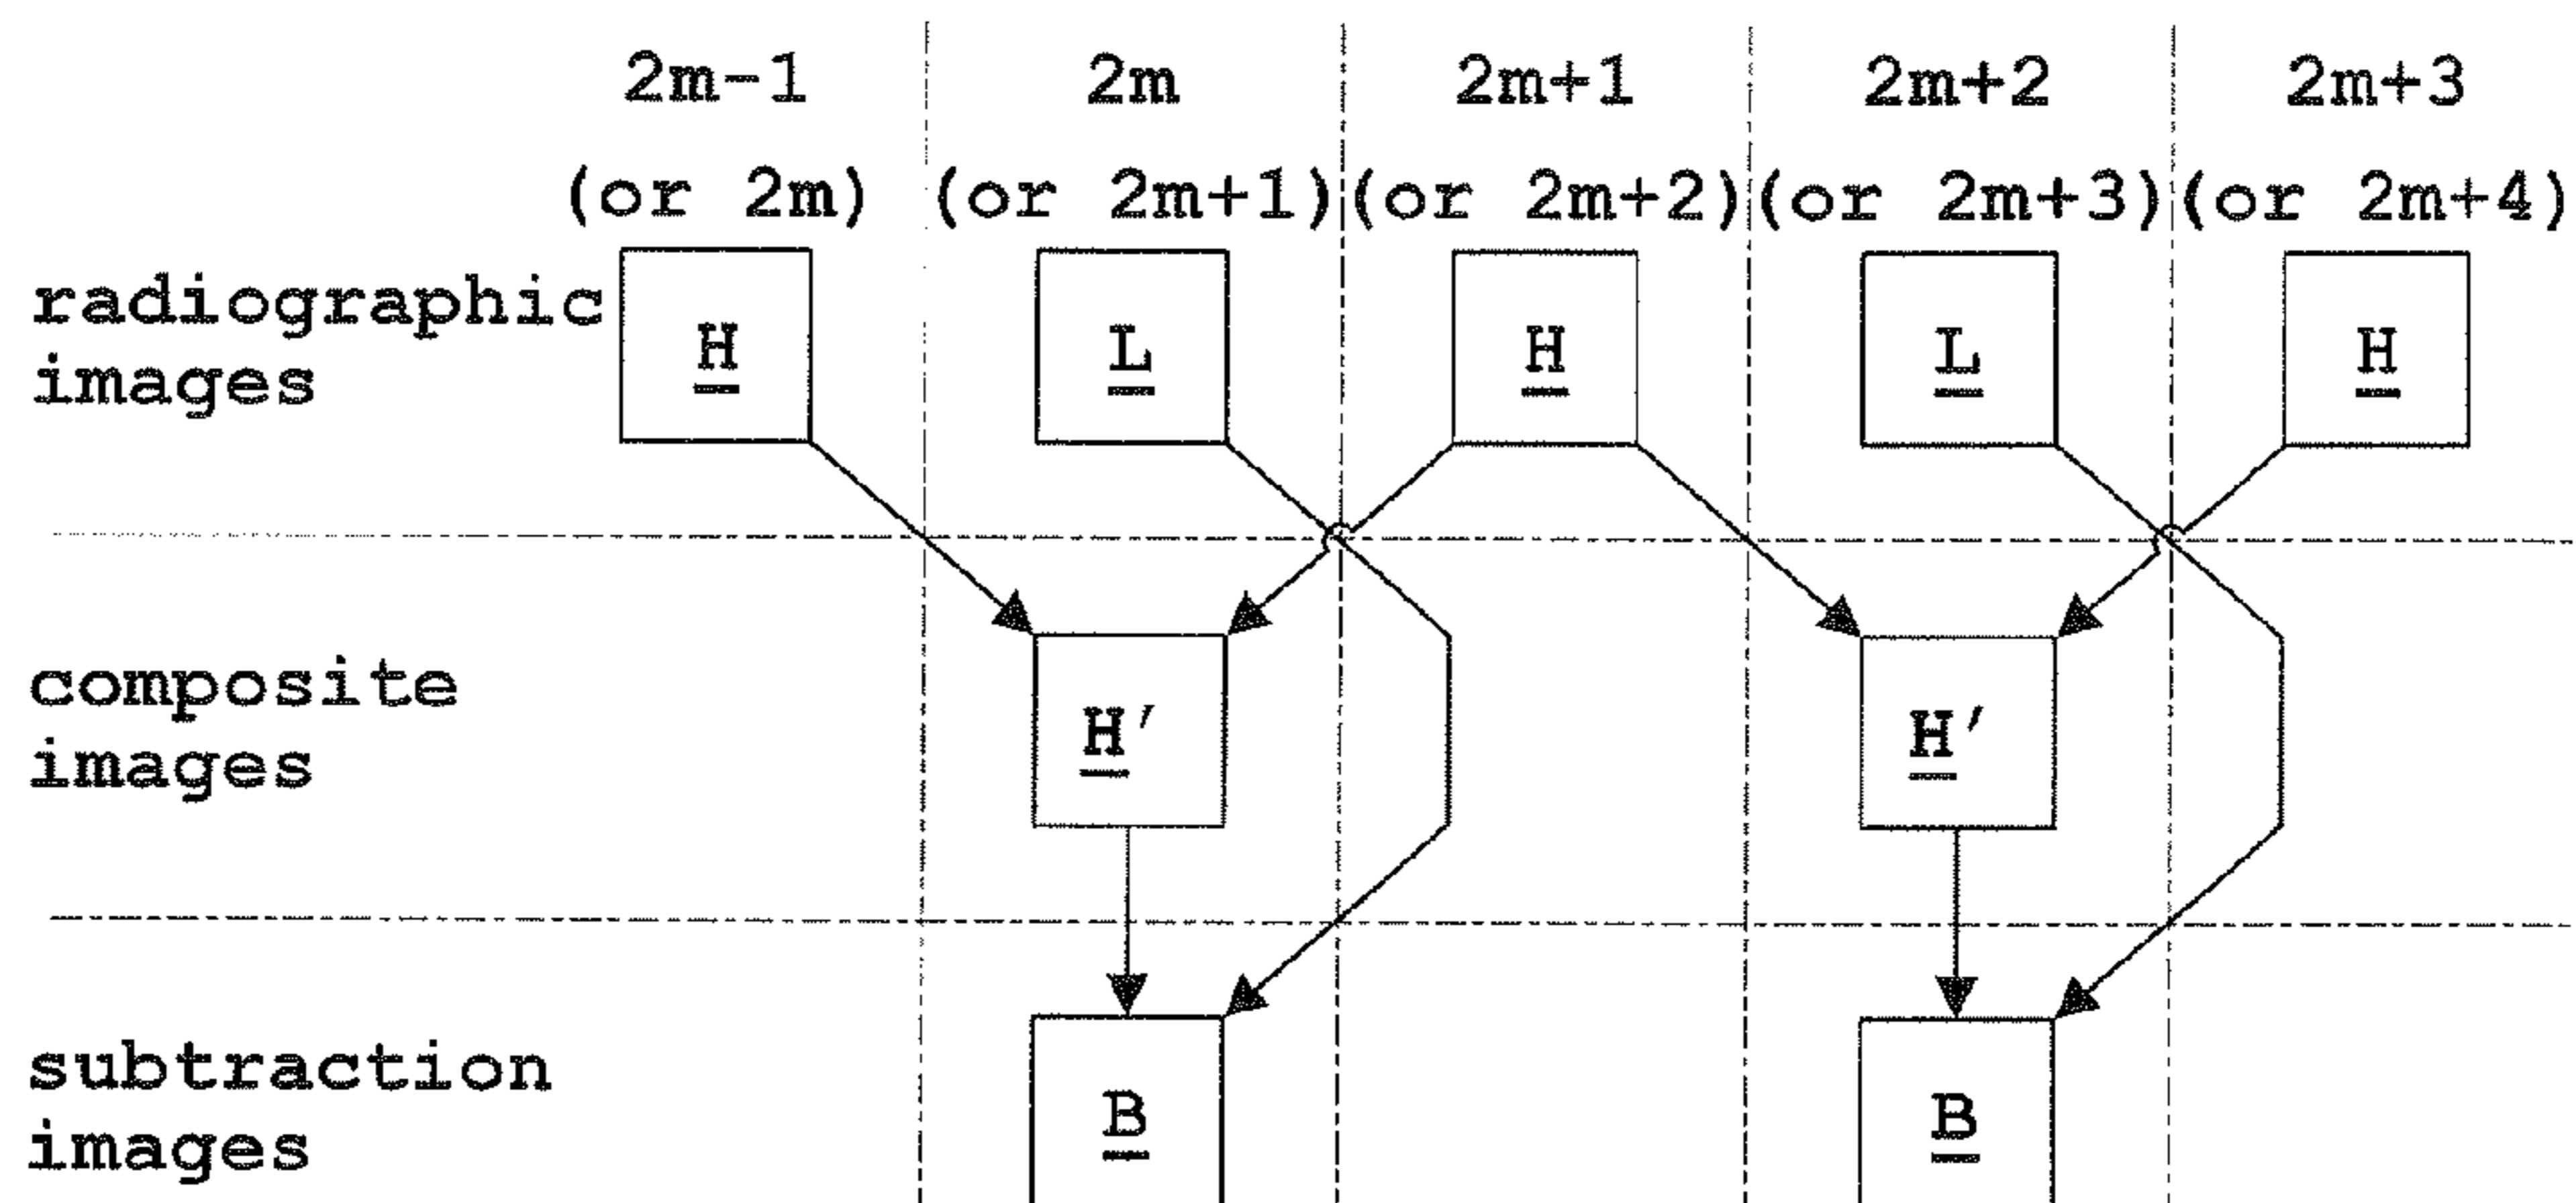 2m-1 2m 2m+1 2m+2 2m+3
(or 2m) (or 2m+1) (or 2m+2) (or 2m+3) (or 2m+4)
radiographic
images
H L H L H
composite
images
H' H'
subtraction
images
B B